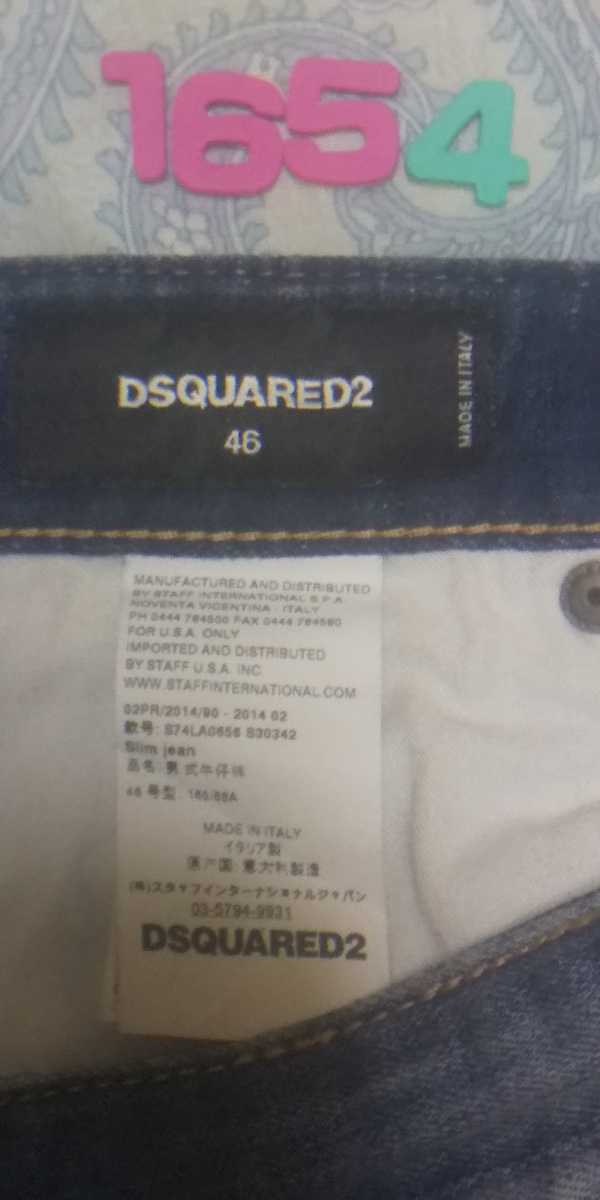 1654
DSQUARED2
46
MADE IN ITALY
MANUFACTURED AND DISTRIBUTED
BY STAFF INTERNATIONAL S.P.A.
NOVENTA VICENTINA - ITALY
PH 0444 784500 FAX 0444 784590
FOR U.S.A. ONLY
IMPORTED AND DISTRIBUTED
BY STAFF U.S.A. INC
WWW.STAFFINTERNATIONAL.COM
02PR/2014/90 - 2014 02
款号: S74LA0656 S30342
Slim jean
品名: 男式牛仔裤
46 号型: 165/88A
MADE IN ITALY
イタリア製
原产国: 意大利製造
(株)スタッフインターナショナルジャパン
03-5794-9931
DSQUARED2